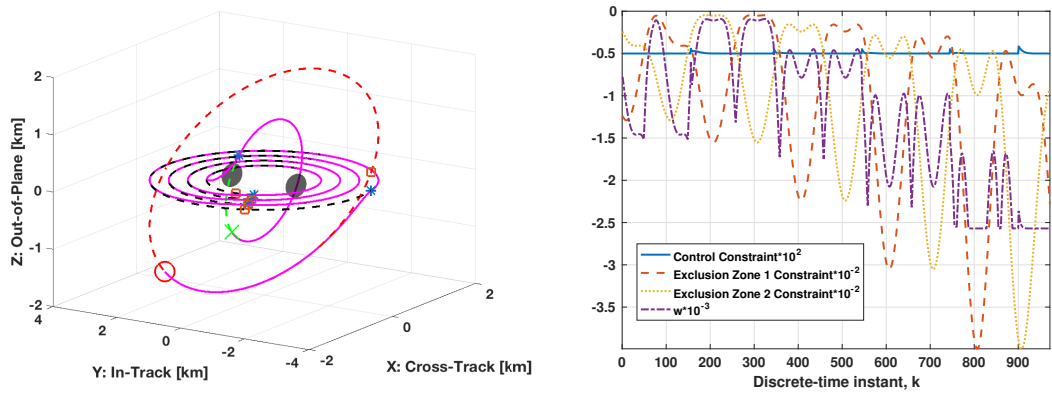 2
1
0
-1
-2
4
2
0
-2
-4
-2
0
2
Z: Out-of-Plane [km]
Y: In-Track [km]
X: Cross-Track [km]
0
-0.5
-1
-1.5
-2
-2.5
-3
-3.5
Control Constraint*10^2
Exclusion Zone 1 Constraint*10^-2
Exclusion Zone 2 Constraint*10^-2
w*10^-3
0 100 200 300 400 500 600 700 800 900
Discrete-time instant, k